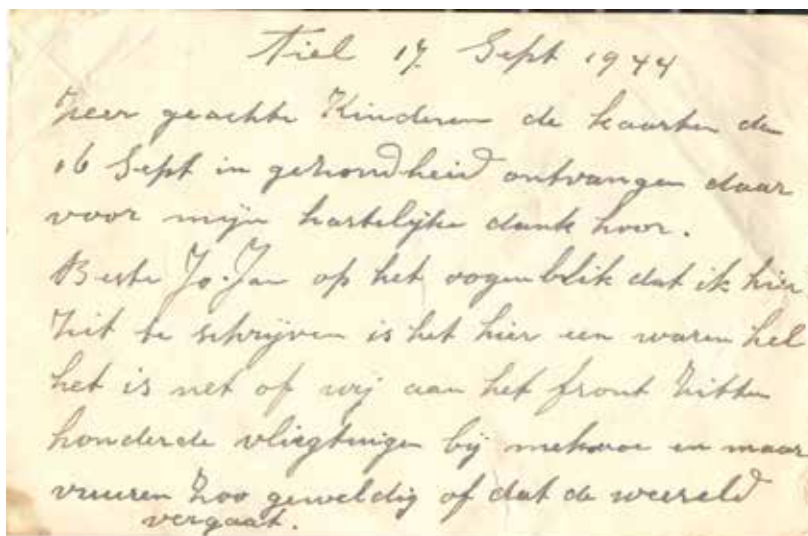 Tiel 17 Sept 1944
Zeer geachte Kinderen de kaarten den
16 Sept in gezondheid ontvangen daar
voor mijn hartelijke dank hoor.
Beste Jo. Jan op het oogenblik dat ik hier
zit te schrijven is het hier een waren hel
het is net of wij aan het front zitten
honderde vliegtuigen bij en maar
vuuren zoo geweldig of dat de weereld
vergaat.